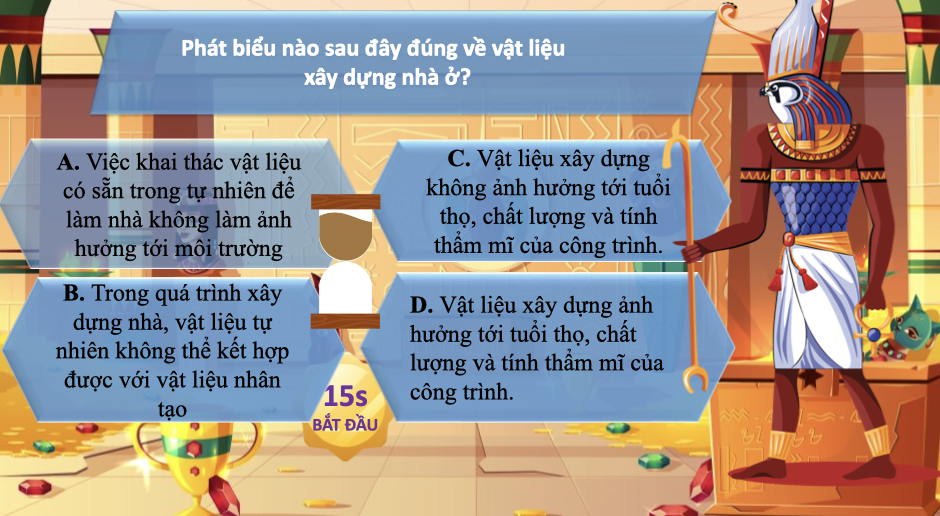 Phát biểu nào sau đây đúng về vật liệu
xây dựng nhà ở?
A. Việc khai thác vật liệu
có sẵn trong tự nhiên để
làm nhà không làm ảnh
hưởng tới môi trường
B. Trong quá trình xây
dựng nhà, vật liệu tự
nhiên không thể kết hợp
được với vật liệu nhân
tạo
C. Vật liệu xây dựng
không ảnh hưởng tới tuổi
thọ, chất lượng và tính
thẩm mĩ của công trình.
D. Vật liệu xây dựng ảnh
hưởng tới tuổi thọ, chất
lượng và tính thẩm mĩ của
công trình.
15s
BẮT ĐẦU